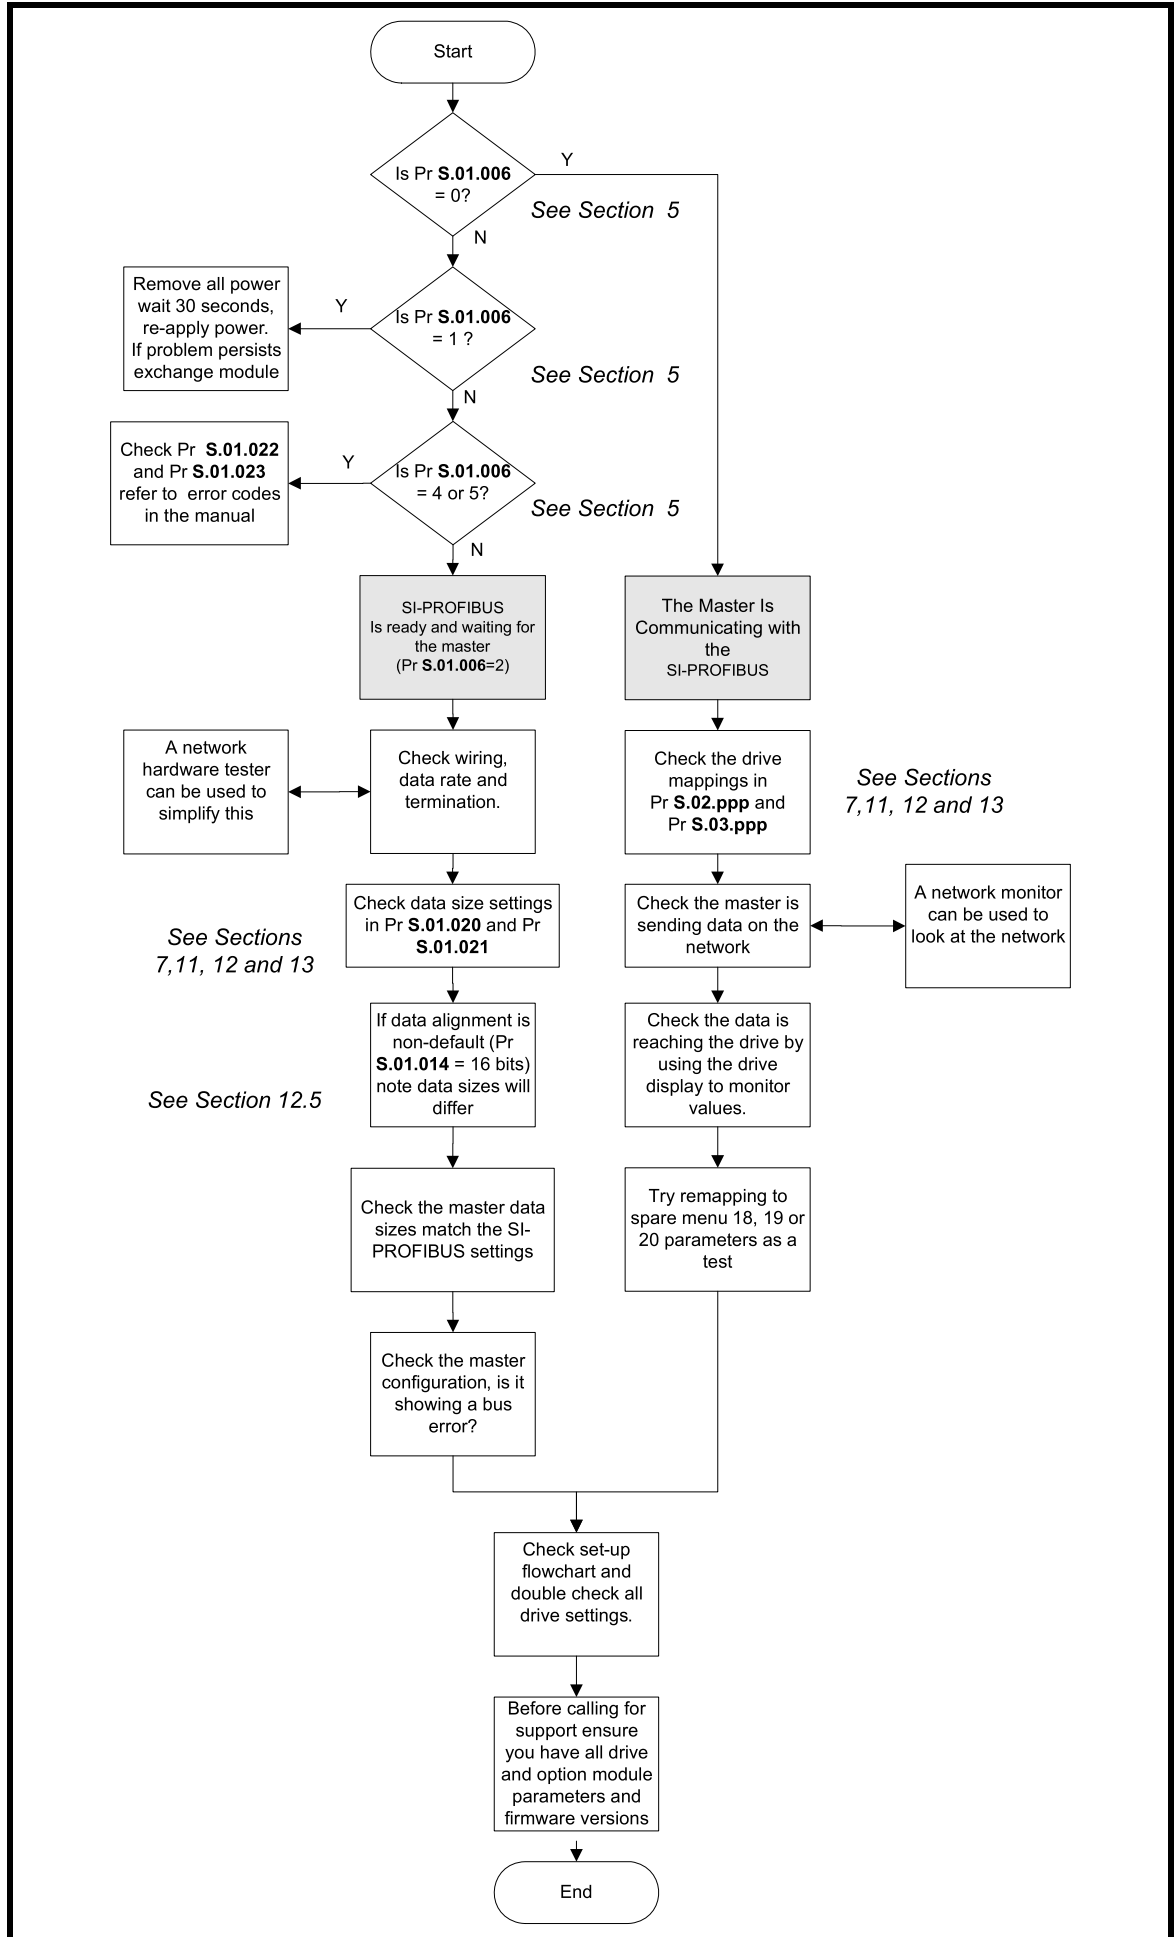 Start
Is Pr S.01.006
= 0?
Y
See Section 5
N
Remove all power
wait 30 seconds,
re-apply power.
If problem persists
exchange module
Y
Is Pr S.01.006
= 1 ?
See Section 5
N
Check Pr S.01.022
and Pr S.01.023
refer to error codes
in the manual
Y
Is Pr S.01.006
= 4 or 5?
See Section 5
N
SI-PROFIBUS
Is ready and waiting for
the master
(Pr S.01.006=2)
The Master Is
Communicating with
the
SI-PROFIBUS
A network
hardware tester
can be used to
simplify this
Check wiring,
data rate and
termination.
Check the drive
mappings in
Pr S.02.ppp and
Pr S.03.ppp
See Sections
7,11, 12 and 13
See Sections
7,11, 12 and 13
Check data size settings
in Pr S.01.020 and Pr
S.01.021
Check the master is
sending data on the
network
A network monitor
can be used to
look at the network
See Section 12.5
If data alignment is
non-default (Pr
S.01.014 = 16 bits)
note data sizes will
differ
Check the data is
reaching the drive by
using the drive
display to monitor
values.
Check the master data
sizes match the SI-
PROFIBUS settings
Try remapping to
spare menu 18, 19 or
20 parameters as a
test
Check the master
configuration, is it
showing a bus
error?
Check set-up
flowchart and
double check all
drive settings.
Before calling for
support ensure
you have all drive
and option module
parameters and
firmware versions
End